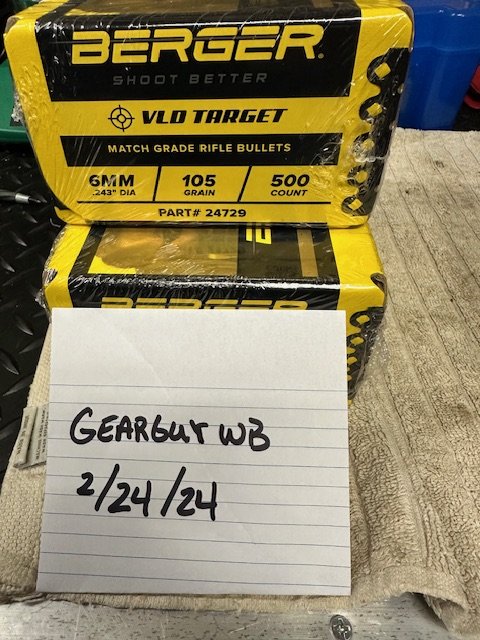 BERGER®
SHOOT BETTER
VLD TARGET
MATCH GRADE RIFLE BULLETS
6MM
.243" DIA
105
GRAIN
500
COUNT
PART# 24729
BERGER
GEARGUY WB
2/24/24